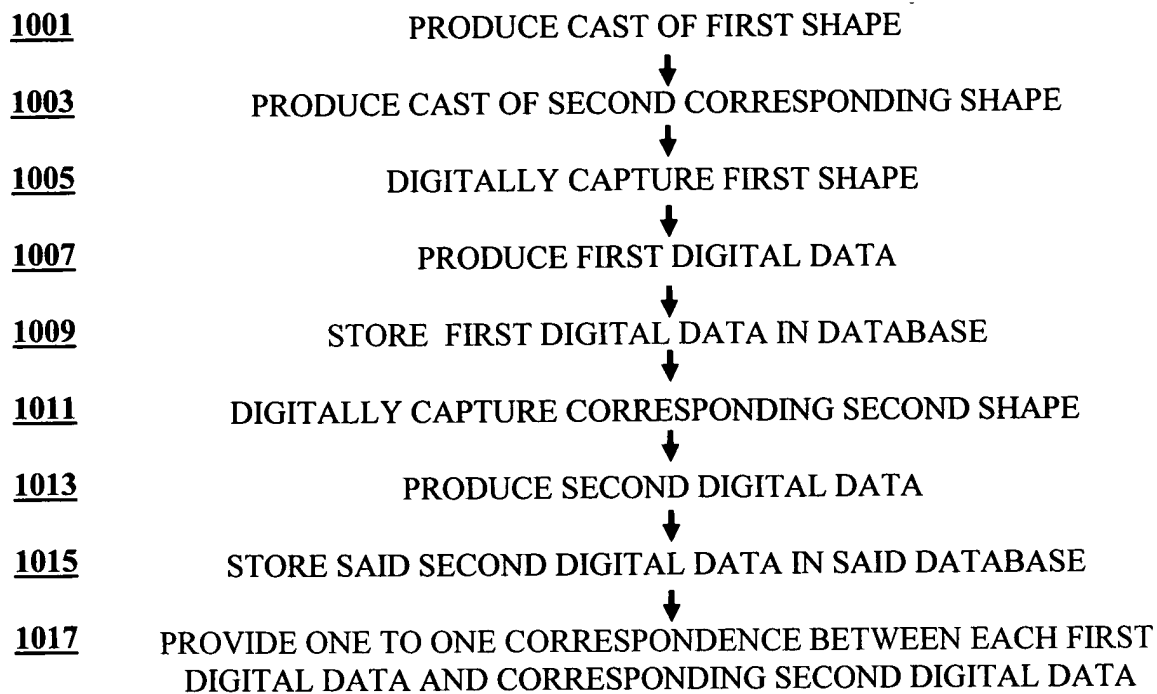 1001 PRODUCE CAST OF FIRST SHAPE
1003 PRODUCE CAST OF SECOND CORRESPONDING SHAPE
1005 DIGITALLY CAPTURE FIRST SHAPE
1007 PRODUCE FIRST DIGITAL DATA
1009 STORE FIRST DIGITAL DATA IN DATABASE
1011 DIGITALLY CAPTURE CORRESPONDING SECOND SHAPE
1013 PRODUCE SECOND DIGITAL DATA
1015 STORE SAID SECOND DIGITAL DATA IN SAID DATABASE
1017 PROVIDE ONE TO ONE CORRESPONDENCE BETWEEN EACH FIRST
DIGITAL DATA AND CORRESPONDING SECOND DIGITAL DATA